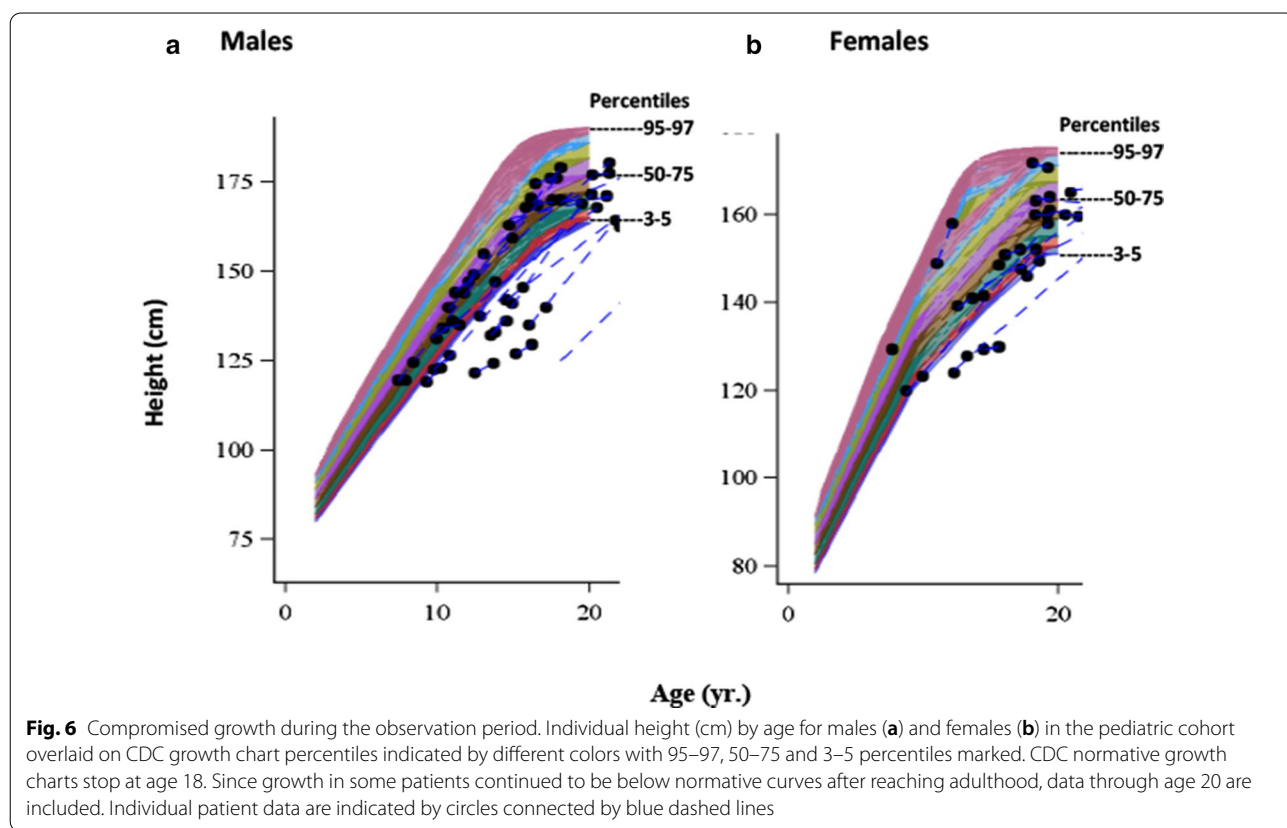 a Males
b Females
Percentiles
95-97
50-75
3-5
175
150
125
100
75
0 10 20
Height (cm)
Percentiles
95-97
50-75
3-5
160
140
120
100
80
0 20
Age (yr.)
Fig. 6 Compromised growth during the observation period. Individual height (cm) by age for males (a) and females (b) in the pediatric cohort
overlaid on CDC growth chart percentiles indicated by different colors with 95–97, 50–75 and 3–5 percentiles marked. CDC normative growth
charts stop at age 18. Since growth in some patients continued to be below normative curves after reaching adulthood, data through age 20 are
included. Individual patient data are indicated by circles connected by blue dashed lines